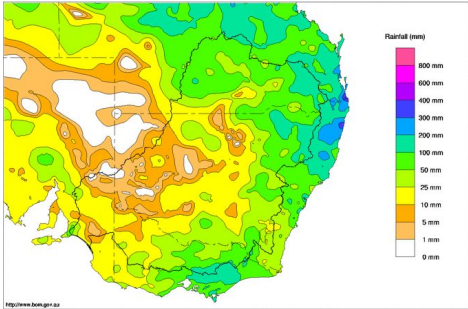 Rainfall (mm)
800 mm
600 mm
400 mm
300 mm
200 mm
100 mm
50 mm
25 mm
10 mm
5 mm
1 mm
0 mm
http://www.bom.gov.au